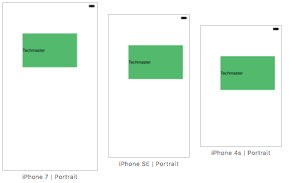 Techmaster
Techmaster
Techmaster
iPhone 7 | Portrait
iPhone SE | Portrait
iPhone 4s | Portrait